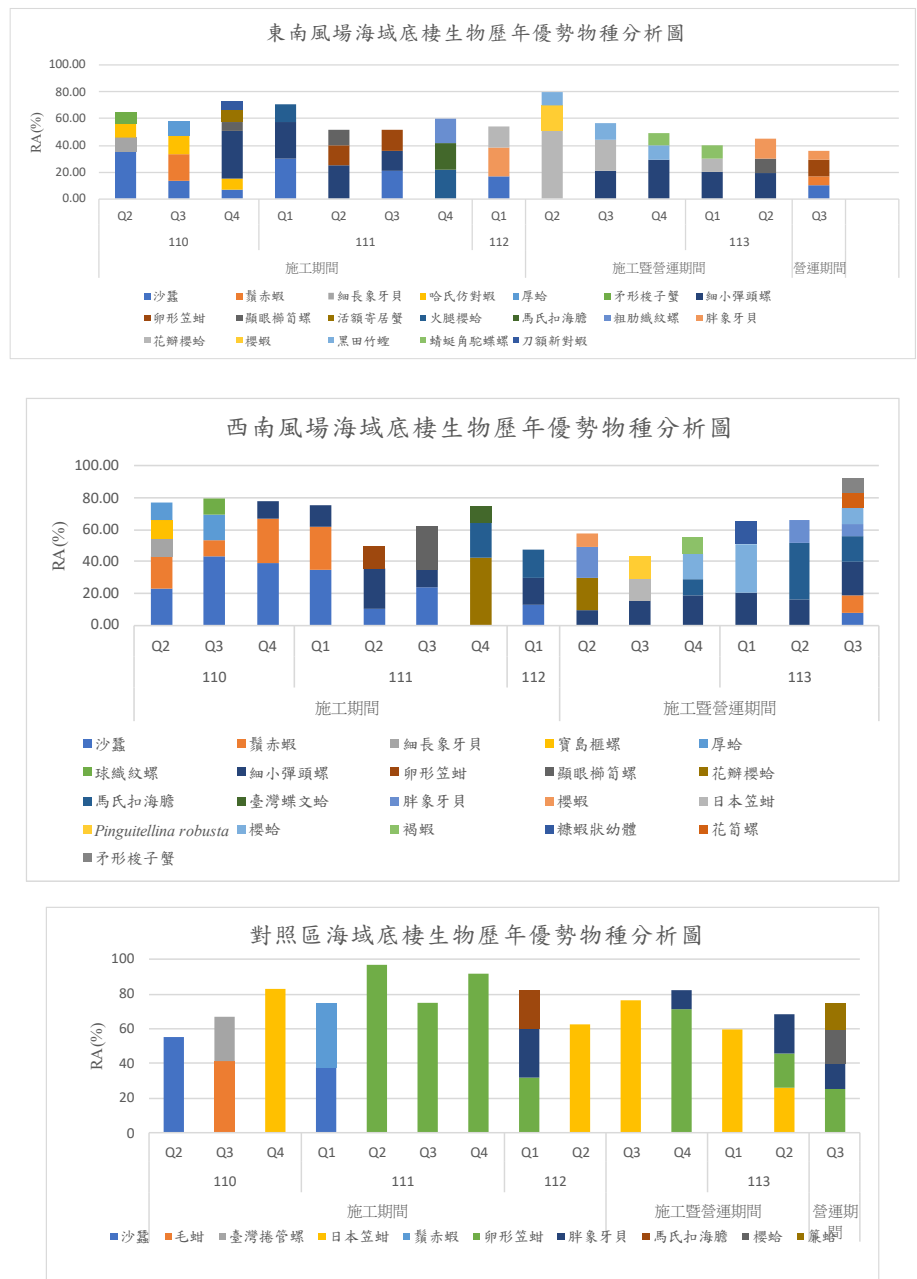 東南風場海域底棲生物歷年優勢物種分析圖
RA(%)
100.00
80.00
60.00
40.00
20.00
0.00
Q2 Q3 Q4 Q1 Q2 Q3 Q4 Q1 Q2 Q3 Q4 Q1 Q2 Q3
110 111 112 113
施工期間 施工暨營運期間 營運期間
沙蠶 鬚赤蝦 細長象牙貝 哈氏仿對蝦 厚蛤 矛形梭子蟹 細小彈頭螺
卵形笠蚶 顯眼櫛筍螺 活額寄居蟹 火腿櫻蛤 馬氏扣海膽 粗肋織紋螺 胖象牙貝
花瓣櫻蛤 櫻蝦 黑田竹蟶 蜻蜓角駝蝶螺 刀額新對蝦
西南風場海域底棲生物歷年優勢物種分析圖
RA(%)
100.00
80.00
60.00
40.00
20.00
0.00
Q2 Q3 Q4 Q1 Q2 Q3 Q4 Q1 Q2 Q3 Q4 Q1 Q2 Q3
110 111 112 113
施工期間 施工暨營運期間
沙蠶 鬚赤蝦 細長象牙貝 寶島榧螺 厚蛤
球織紋螺 細小彈頭螺 卵形笠蚶 顯眼櫛筍螺 花瓣櫻蛤
馬氏扣海膽 臺灣蝶文蛤 胖象牙貝 櫻蝦 日本笠蚶
Pinguitellina robusta 櫻蛤 褐蝦 糠蝦狀幼體 花筍螺
矛形梭子蟹
對照區海域底棲生物歷年優勢物種分析圖
RA(%)
100
80
60
40
20
0
Q2 Q3 Q4 Q1 Q2 Q3 Q4 Q1 Q2 Q3 Q4 Q1 Q2 Q3
110 111 112 113
施工期間 施工暨營運期間 營運期
間
沙蠶 毛蚶 臺灣捲管螺 日本笠蚶 鬚赤蝦 卵形笠蚶 胖象牙貝 馬氏扣海膽 櫻蛤 簾蛤